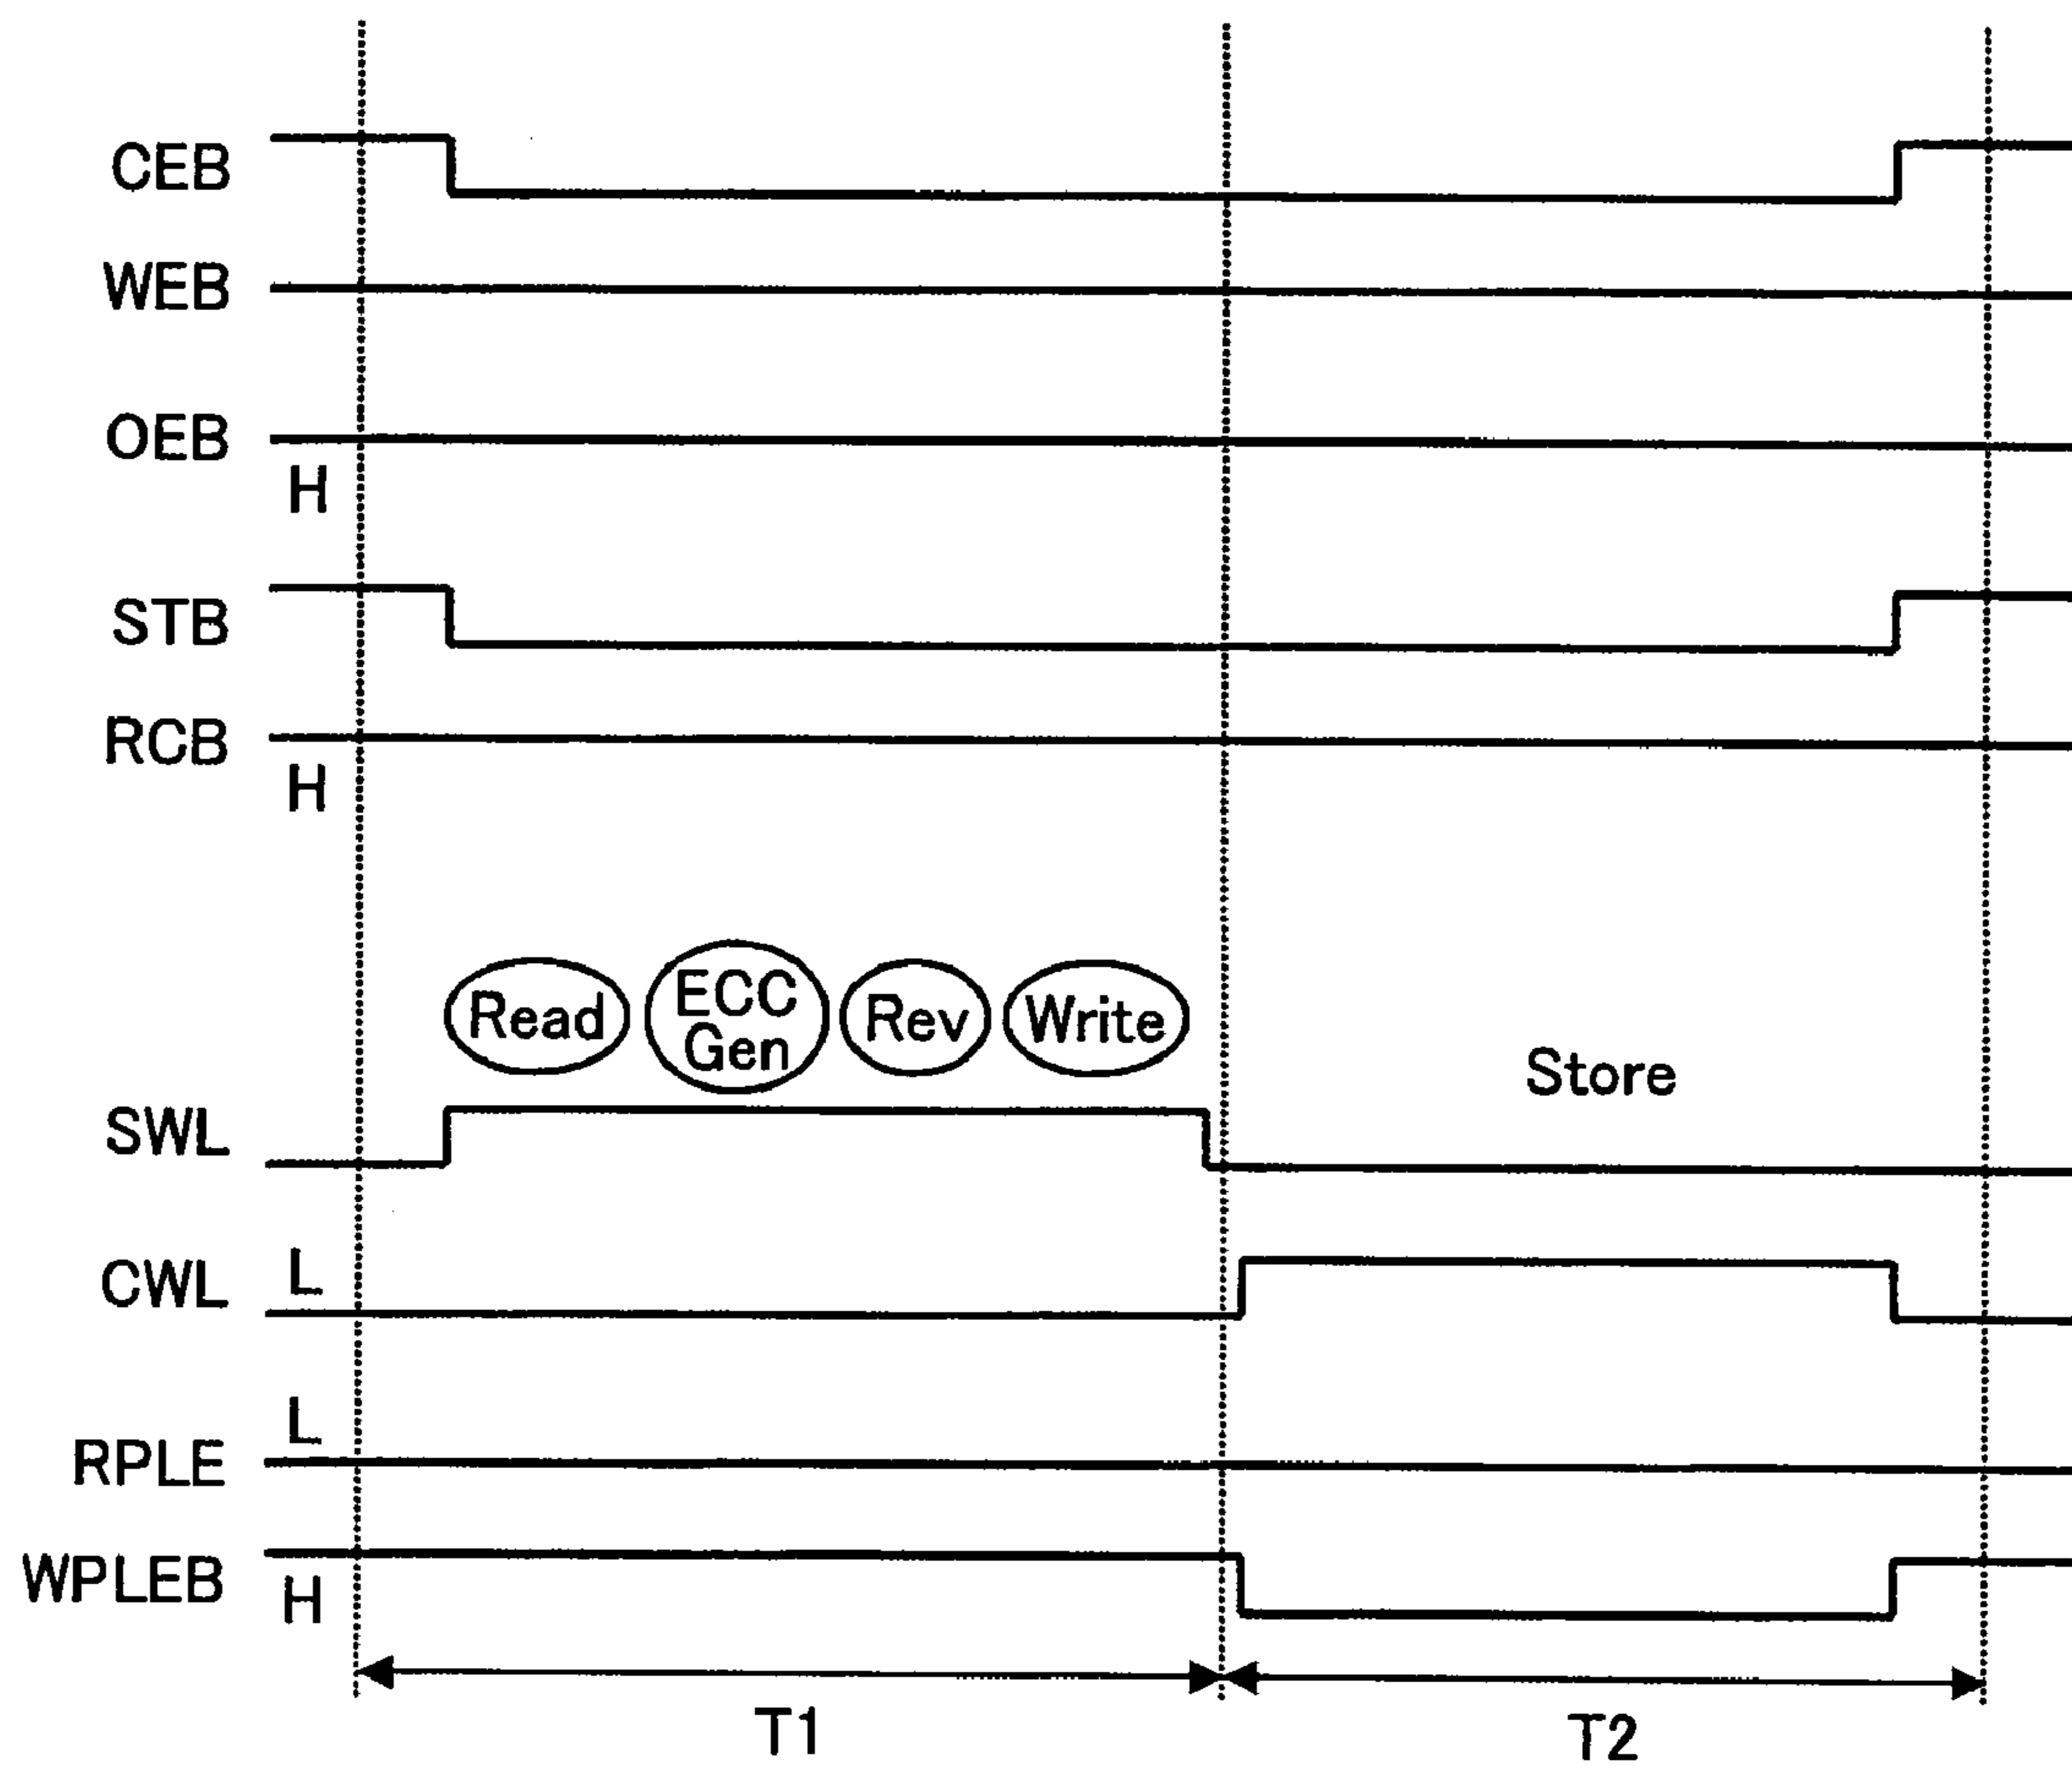 CEB
WEB
OEB
H
STB
RCB
H
Read
ECC
Gen
Rev
Write
Store
SWL
CWL
L
RPLE
L
WPLEB
H
T1
T2